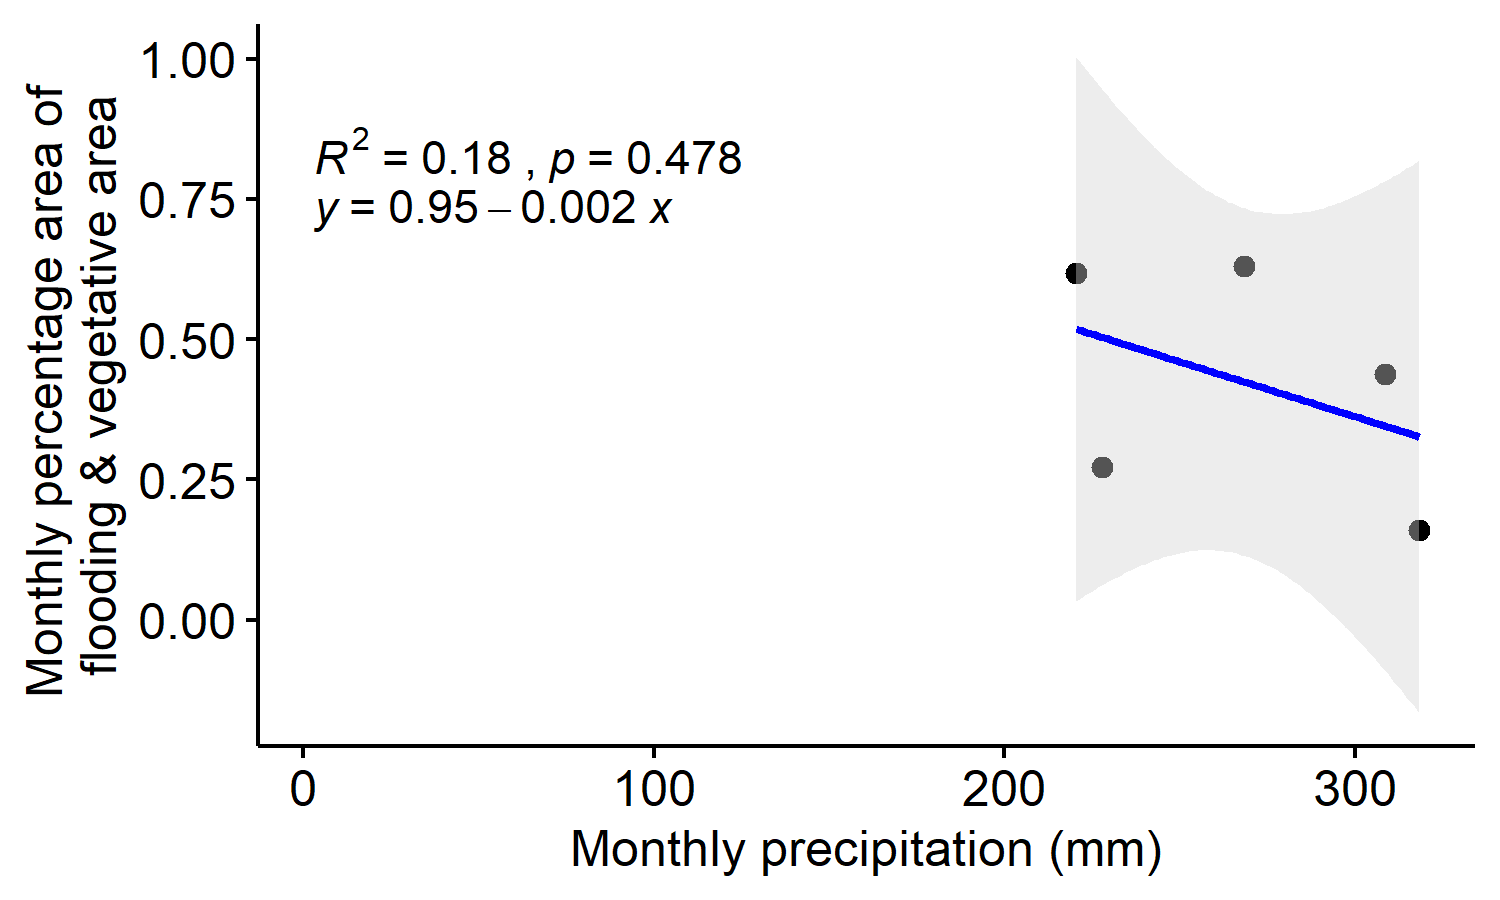 Monthly percentage area of
flooding & vegetative area
1.00
0.75
0.50
0.25
0.00
R² = 0.18 , p = 0.478
y = 0.95 – 0.002 x
0 100 200 300
Monthly precipitation (mm)